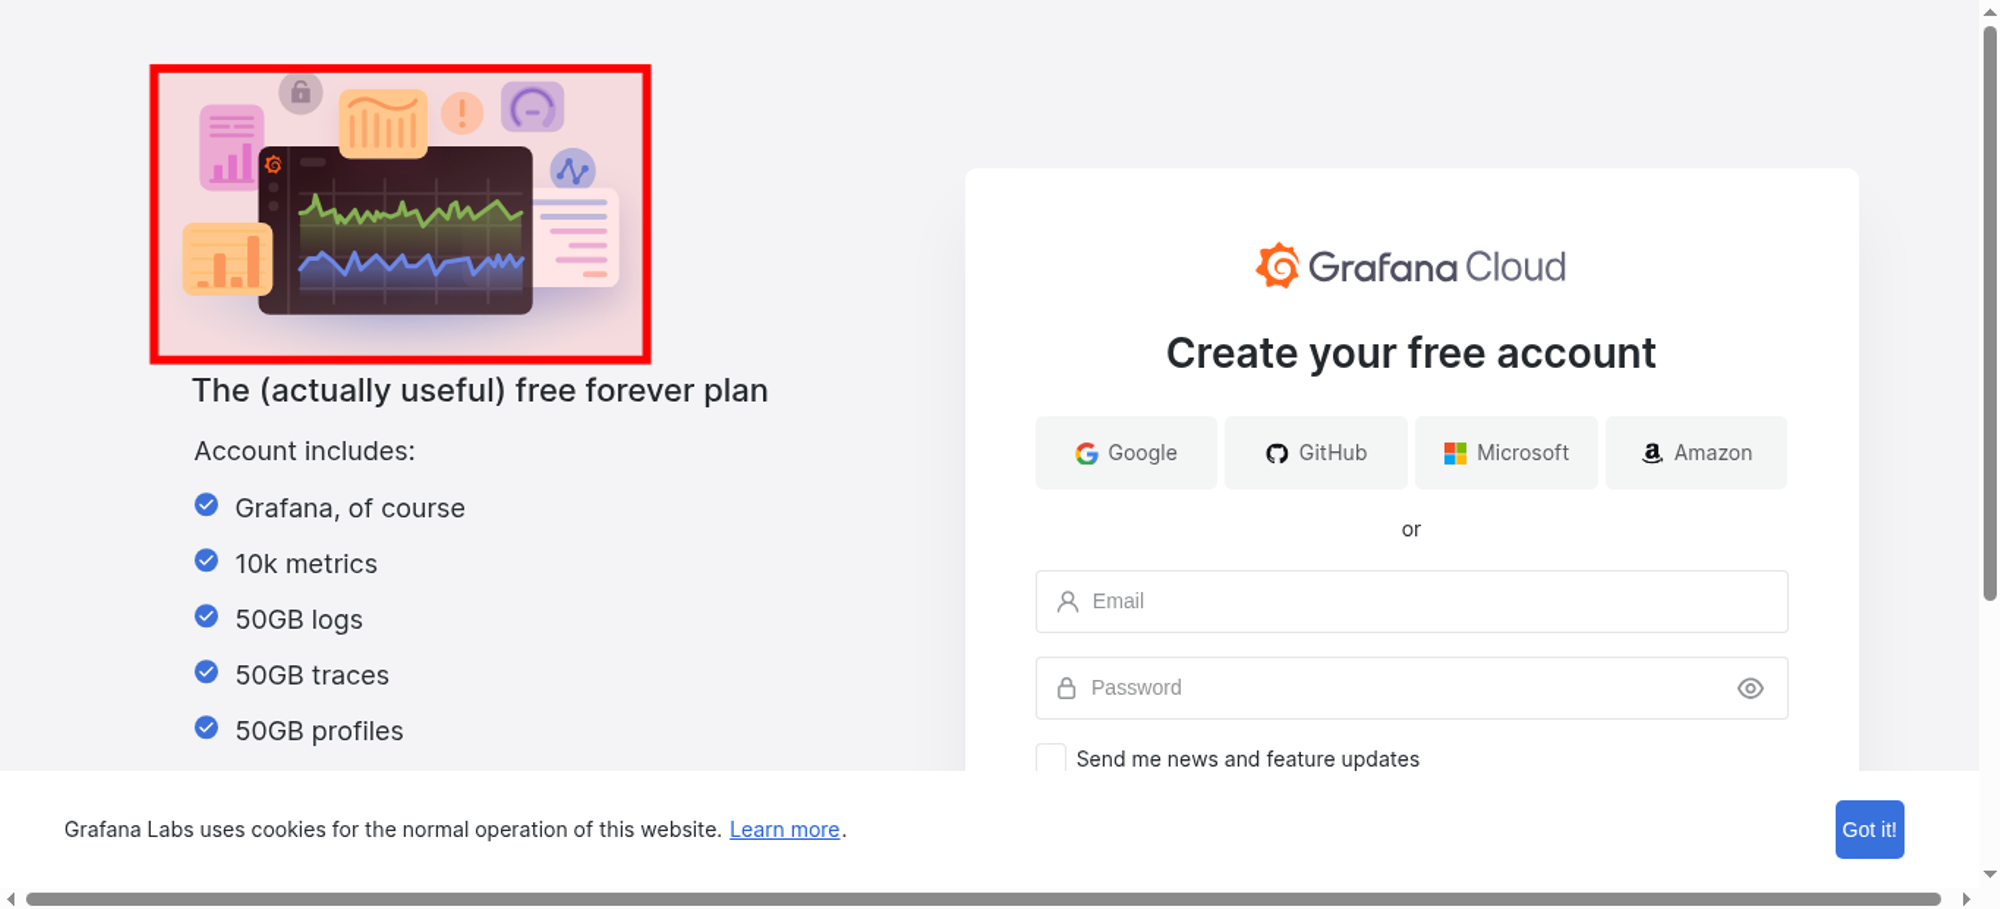 The (actually useful) free forever plan
Account includes:
Grafana, of course
10k metrics
50GB logs
50GB traces
50GB profiles
Grafana Cloud
Create your free account
Google
GitHub
Microsoft
Amazon
or
Email
Password
Send me news and feature updates
Grafana Labs uses cookies for the normal operation of this website. Learn more.
Got it!